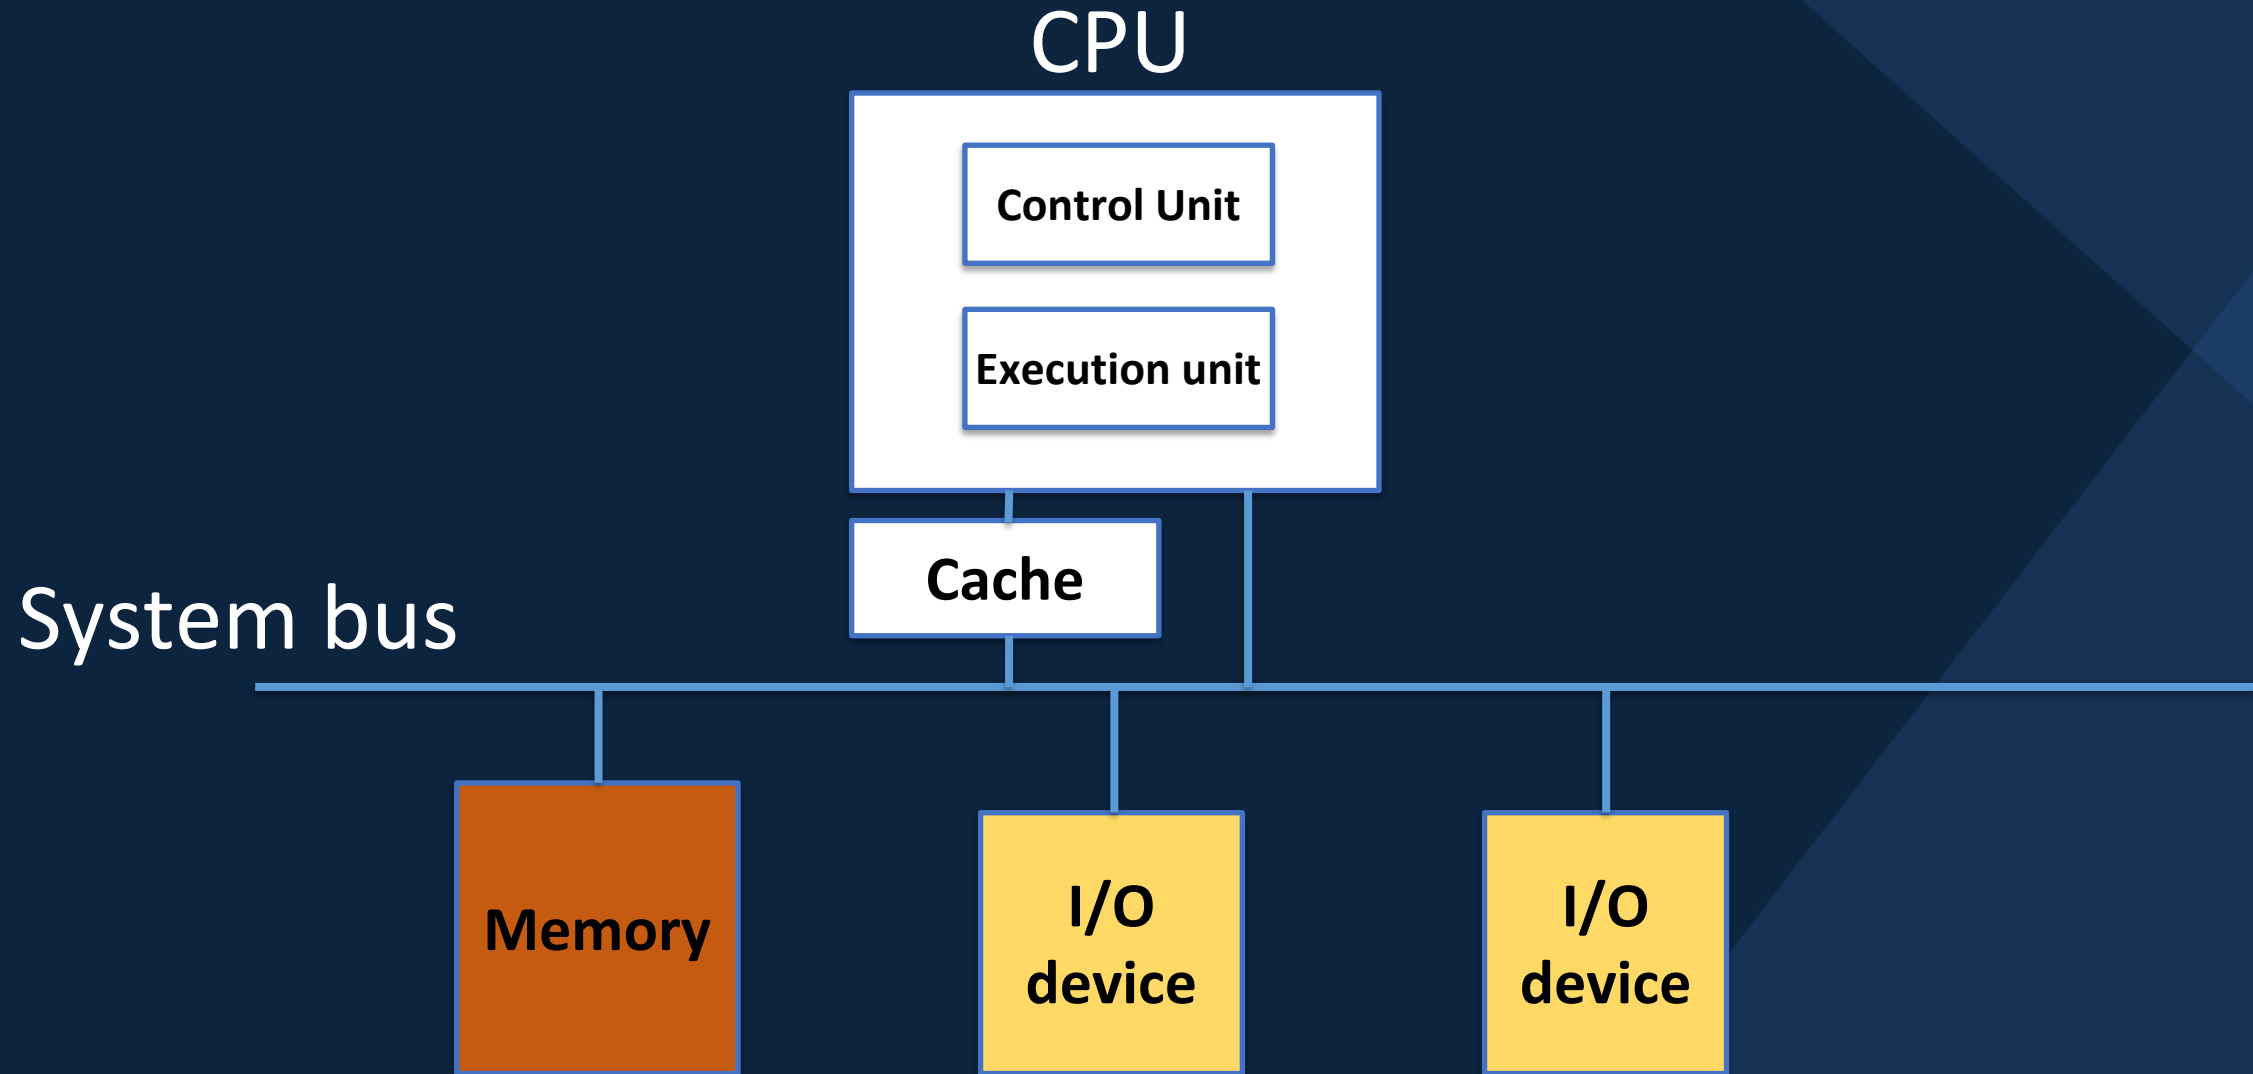 CPU
Control Unit
Execution unit
Cache
System bus
Memory
I/O
device
I/O
device